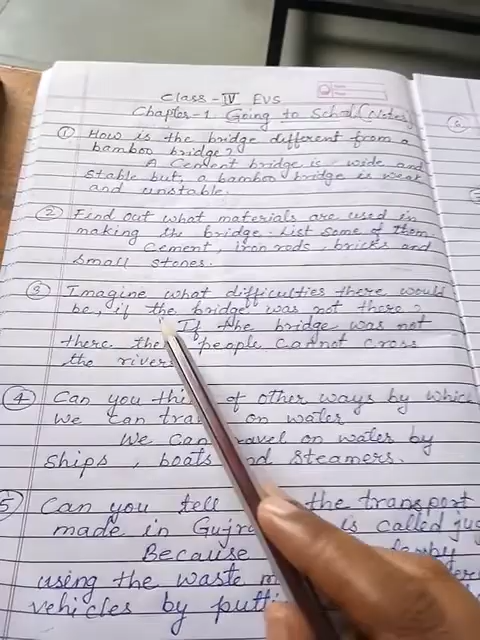 Class - IV EVS
Chapter-1 Going to School (Notes)
① How is the bridge different from a
bamboo bridge?
A Cement bridge is wide and
stable but, a bamboo bridge is weak
and unstable.
② Find out what materials are used in
making the bridge. List some of them
Cement, iron rods, bricks and
small stones.
③ Imagine what difficulties there would
be, if the bridge was not there?
If the bridge was not
there the people cannot cross
the rivers
④ Can you of other ways by which
We can on water
We can on water by
Ships, boats and steamers.
5 Can you tell the transport
made in is called
Because
using the waste
vehicles by